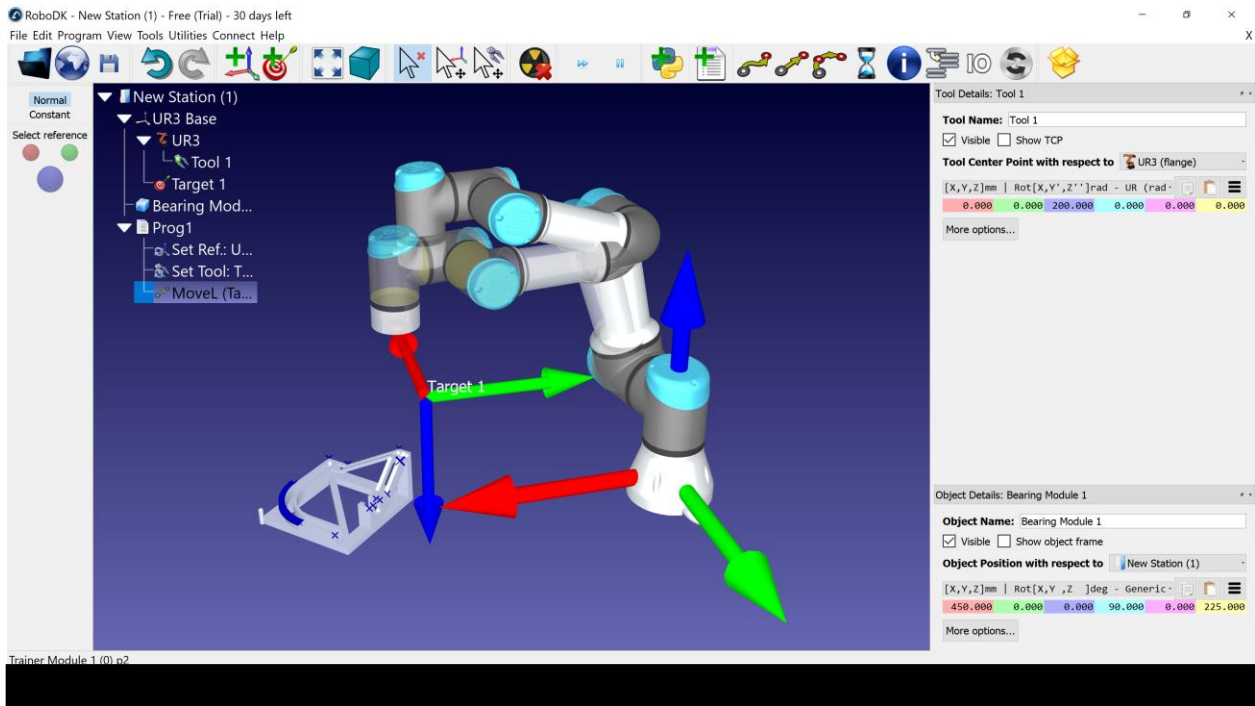 RoboDK - New Station (1) - Free (Trial) - 30 days left
File Edit Program View Tools Utilities Connect Help
X
Normal
Constant
Select reference
New Station (1)
UR3 Base
UR3
Tool 1
Target 1
Bearing Mod...
Prog1
Set Ref.: U...
Set Tool: T...
MoveL (Ta...
Target 1
IO
Tool Details: Tool 1
Tool Name: Tool 1
Visible Show TCP
Tool Center Point with respect to UR3 (flange)
[X,Y,Z]mm | Rot[X,Y',Z'']rad - UR (rad
0.000 0.000 200.000 0.000 0.000 0.000
More options...
Object Details: Bearing Module 1
Object Name: Bearing Module 1
Visible Show object frame
Object Position with respect to New Station (1)
[X,Y,Z]mm | Rot[X,Y ,Z ]deg - Generic
450.000 0.000 0.000 90.000 0.000 225.000
More options...
Trainer Module 1 (0) p2